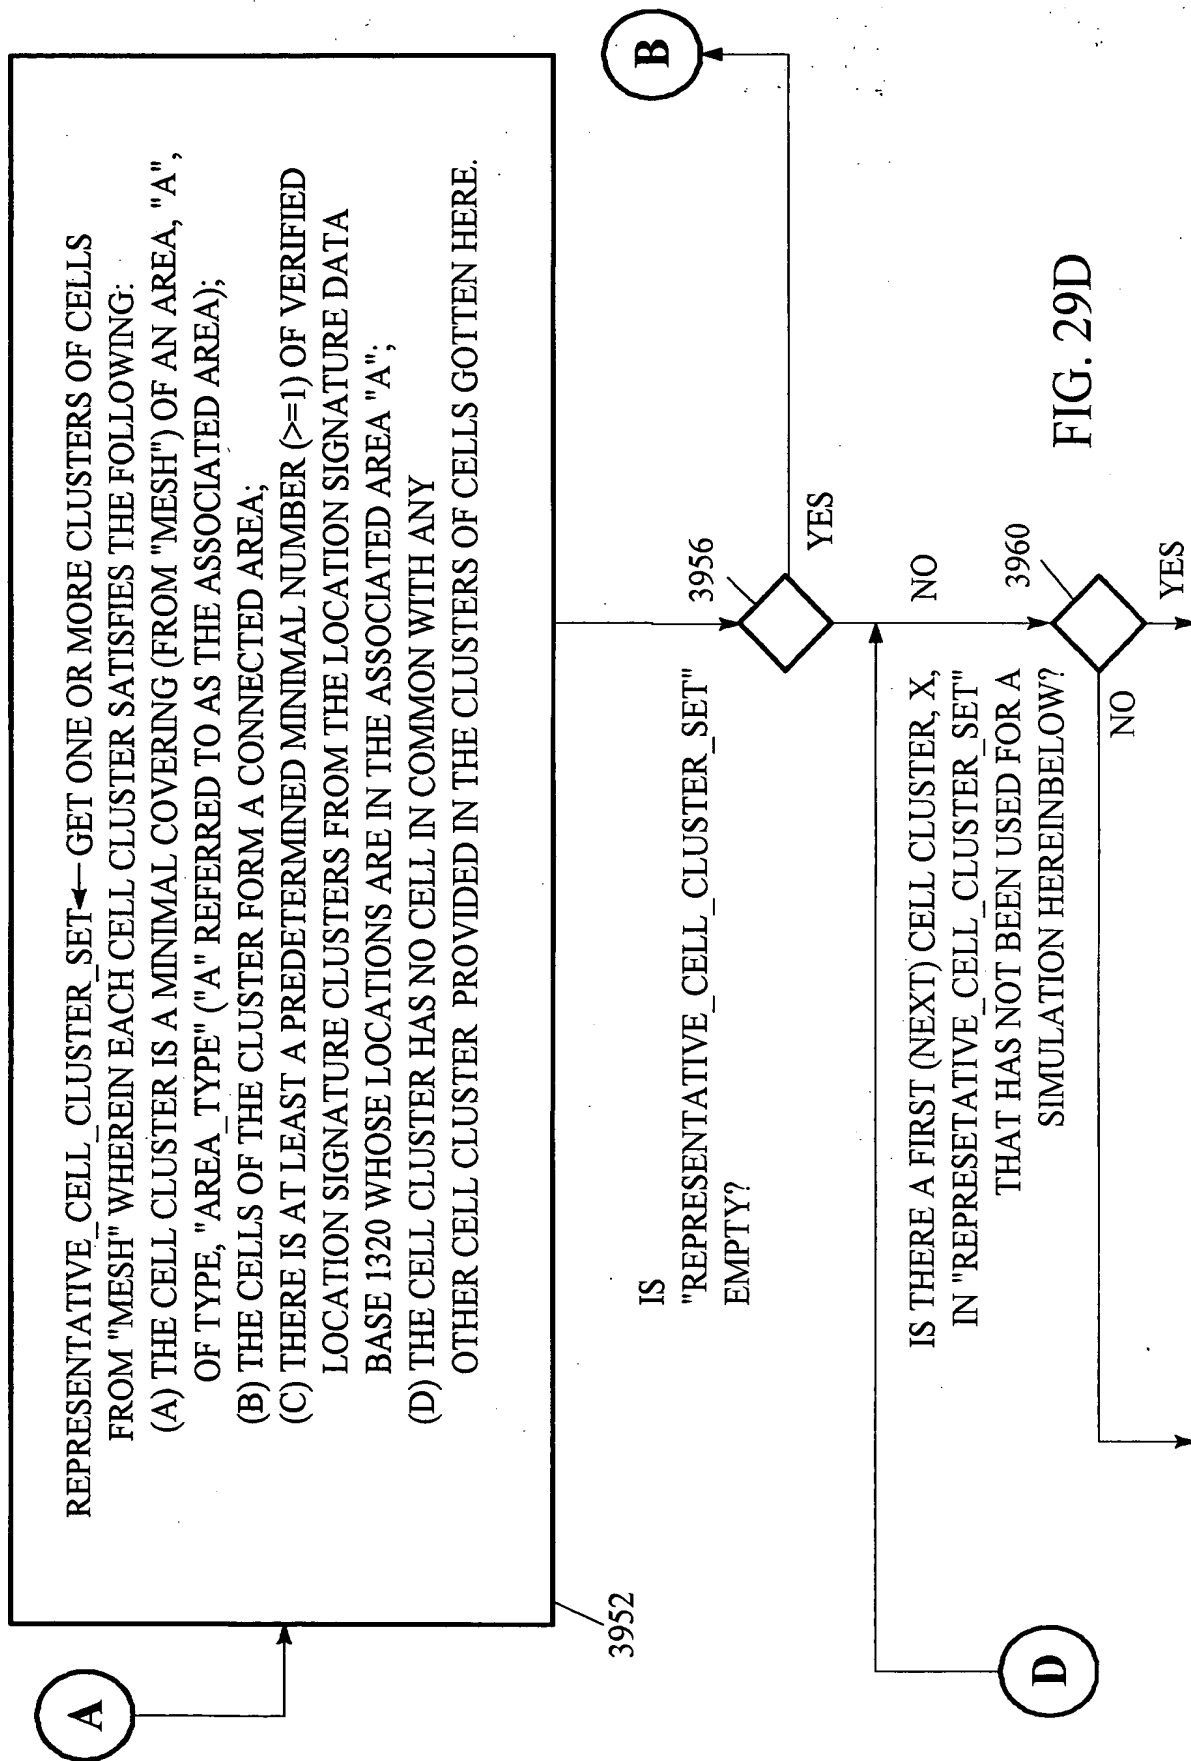 A
REPRESENTATIVE_CELL_CLUSTER_SET ← GET ONE OR MORE CLUSTERS OF CELLS
FROM "MESH" WHEREIN EACH CELL CLUSTER SATISFIES THE FOLLOWING:
(A) THE CELL CLUSTER IS A MINIMAL COVERING (FROM "MESH") OF AN AREA, "A",
OF TYPE, "AREA_TYPE" ("A" REFERRED TO AS THE ASSOCIATED AREA);
(B) THE CELLS OF THE CLUSTER FORM A CONNECTED AREA;
(C) THERE IS AT LEAST A PREDETERMINED MINIMAL NUMBER (>=1) OF VERIFIED
LOCATION SIGNATURE CLUSTERS FROM THE LOCATION SIGNATURE DATA
BASE 1320 WHOSE LOCATIONS ARE IN THE ASSOCIATED AREA "A";
(D) THE CELL CLUSTER HAS NO CELL IN COMMON WITH ANY
OTHER CELL CLUSTER PROVIDED IN THE CLUSTERS OF CELLS GOTTEN HERE.
3952
B
IS
"REPRESENTATIVE_CELL_CLUSTER_SET"
EMPTY?
3956
YES
NO
D
IS THERE A FIRST (NEXT) CELL CLUSTER, X,
IN "REPRESETATIVE_CELL_CLUSTER_SET"
THAT HAS NOT BEEN USED FOR A
SIMULATION HEREINBELOW?
3960
NO
YES
FIG. 29D